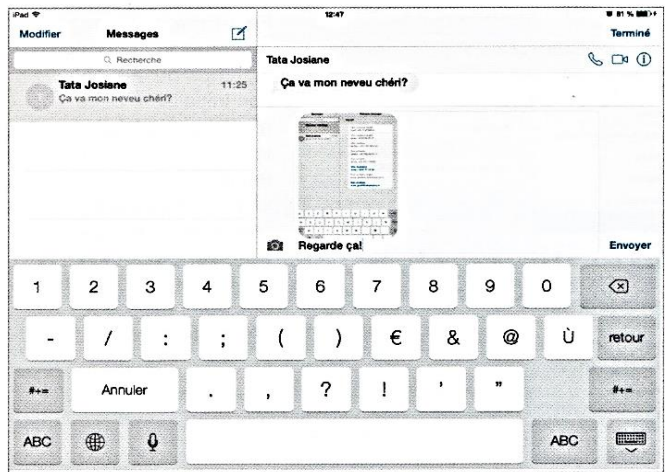 iPad 12:47 81 %
Modifier Messages Terminé
Recherche
Tata Josiane
Tata Josiane 11:25
Ça va mon neveu chéri?
Ça va mon neveu chéri?
Regarde ça! Envoyer
1 2 3 4 5 6 7 8 9 0
- / : ; ( ) € & @ Ù retour
#+= Annuler . , ? ! ' " #+=
ABC ABC